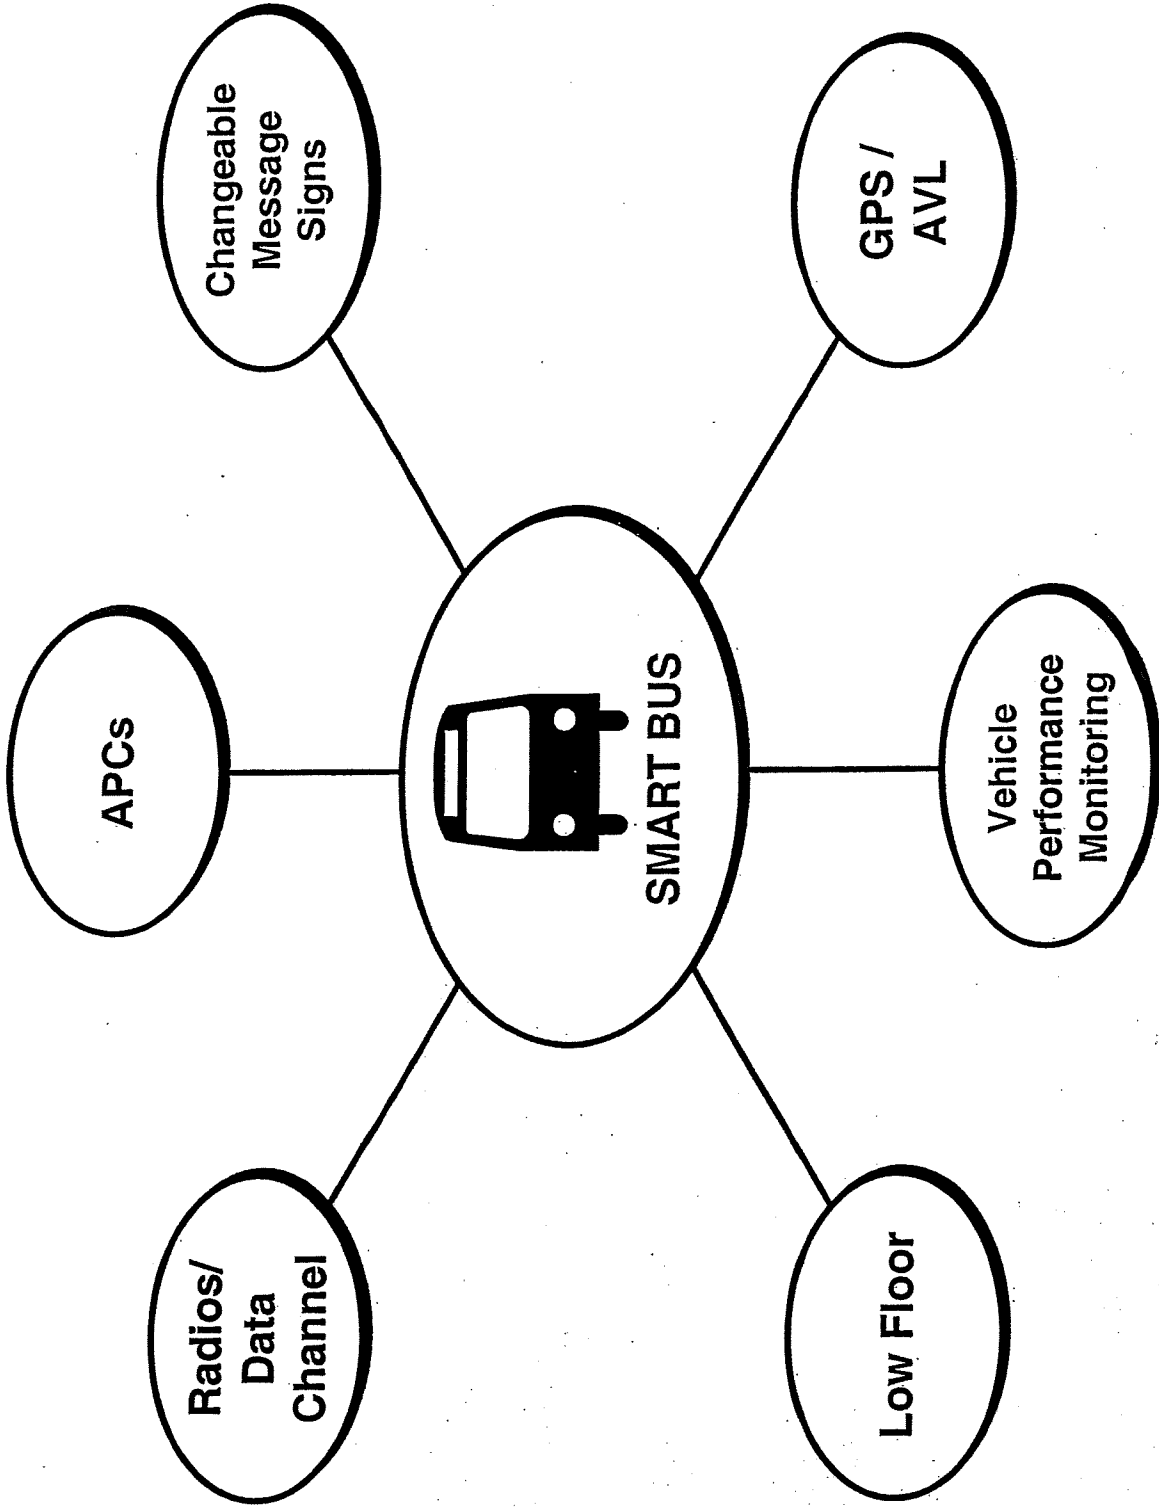 APCs
Radios/
Data
Channel
Changeable
Message
Signs
SMART BUS
Low Floor
GPS /
AVL
Vehicle
Performance
Monitoring